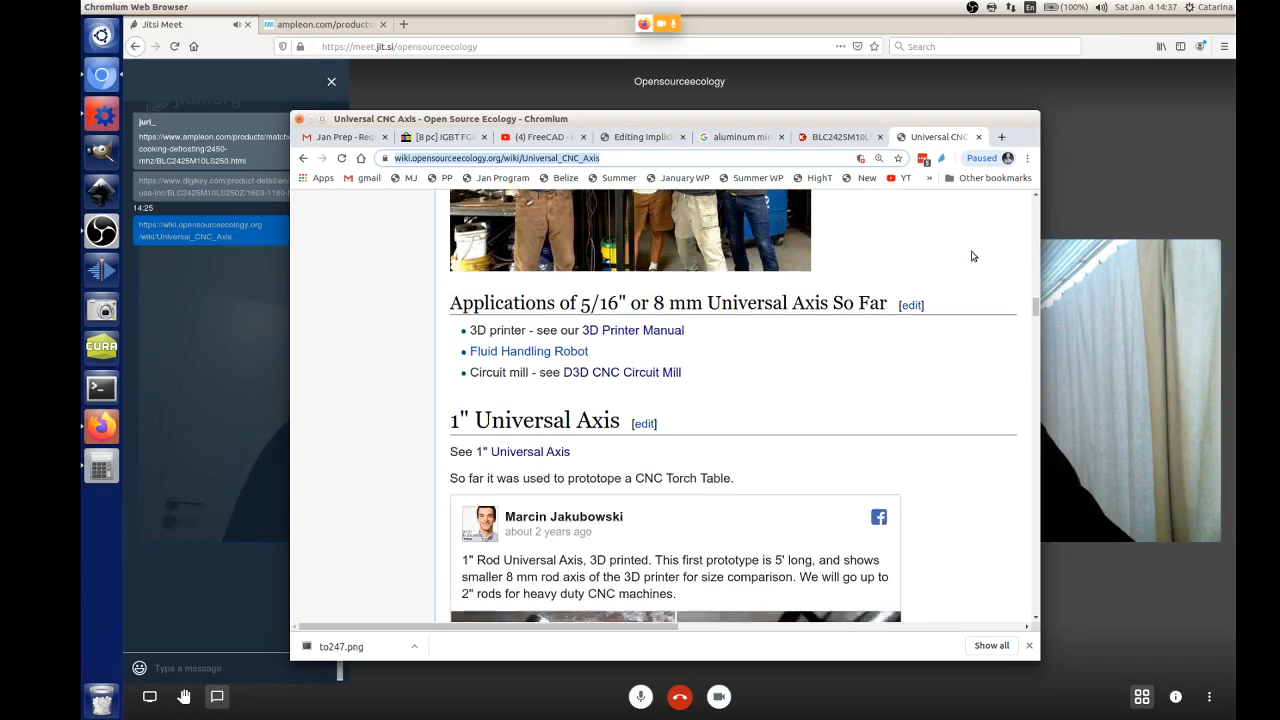 Chromium Web Browser
En
(100%)
Sat Jan 4 14:37
Catarina
Jitsi Meet
ampleon.com/products
https://meet.jit.si/opensourceecology
Search
Opensourceecology
juri_
https://www.ampleon.com/products/match
cooking-defrosting/2450-
mhz/BLC2425M10LS250.html
https://www.digikey.com/product-detail/en/
usa-inc/BLC2425M10LS250Z/1603-1180-
14:25
https://wiki.opensourceecology.org
/wiki/Universal_CNC_Axis
Type a message
CURA
Universal CNC Axis - Open Source Ecology - Chromium
Jan Prep - Req
[8 pc] IGBT FGA
(4) FreeCAD - H
Editing Implici
aluminum mic
BLC2425M10L
Universal CNC
wiki.opensourceecology.org/wiki/Universal_CNC_Axis
Paused
Apps
gmail
MJ
PP
Jan Program
Belize
Summer
January WP
Summer WP
HighT
New
YT
»
Other bookmarks
Applications of 5/16" or 8 mm Universal Axis So Far [edit]
3D printer - see our 3D Printer Manual
Fluid Handling Robot
Circuit mill - see D3D CNC Circuit Mill
1" Universal Axis [edit]
See 1" Universal Axis
So far it was used to protope a CNC Torch Table.
Marcin Jakubowski
about 2 years ago
1" Rod Universal Axis, 3D printed. This first prototype is 5' long, and shows
smaller 8 mm rod axis of the 3D printer for size comparison. We will go up to
2" rods for heavy duty CNC machines.
to247.png
Show all